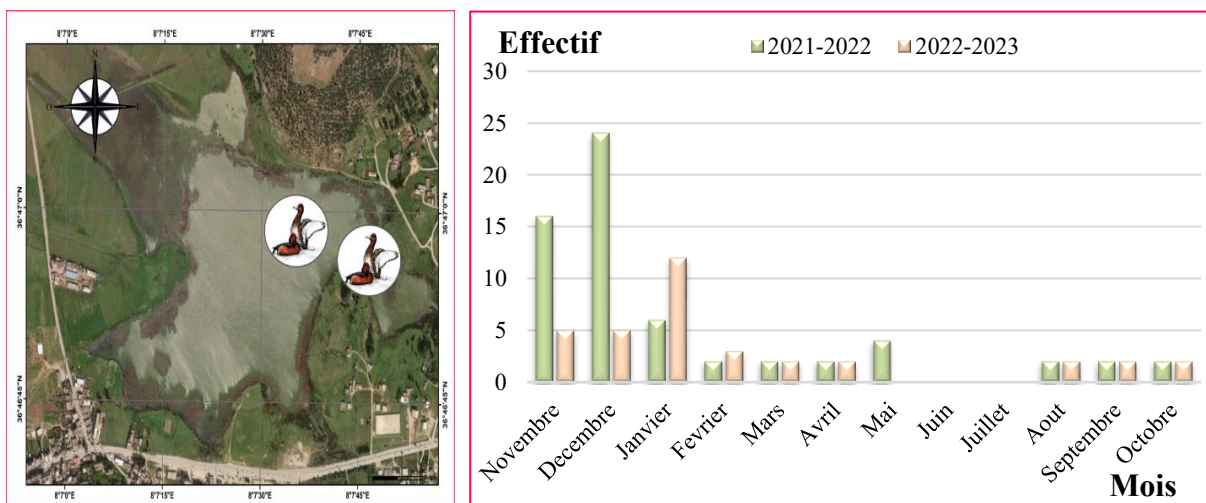 8°7'0"E 8°7'15"E 8°7'30"E 8°7'45"E
N
O E
S
36°47'0"N 36°47'0"N
36°46'45"N 36°46'45"N
8°7'0"E 8°7'15"E 8°7'30"E 8°7'45"E
Effectif
2021-2022 2022-2023
30
25
20
15
10
5
0
Novembre Decembre Janvier Fevrier Mars Avril Mai Juin Juillet Aout Septembre Octobre
Mois